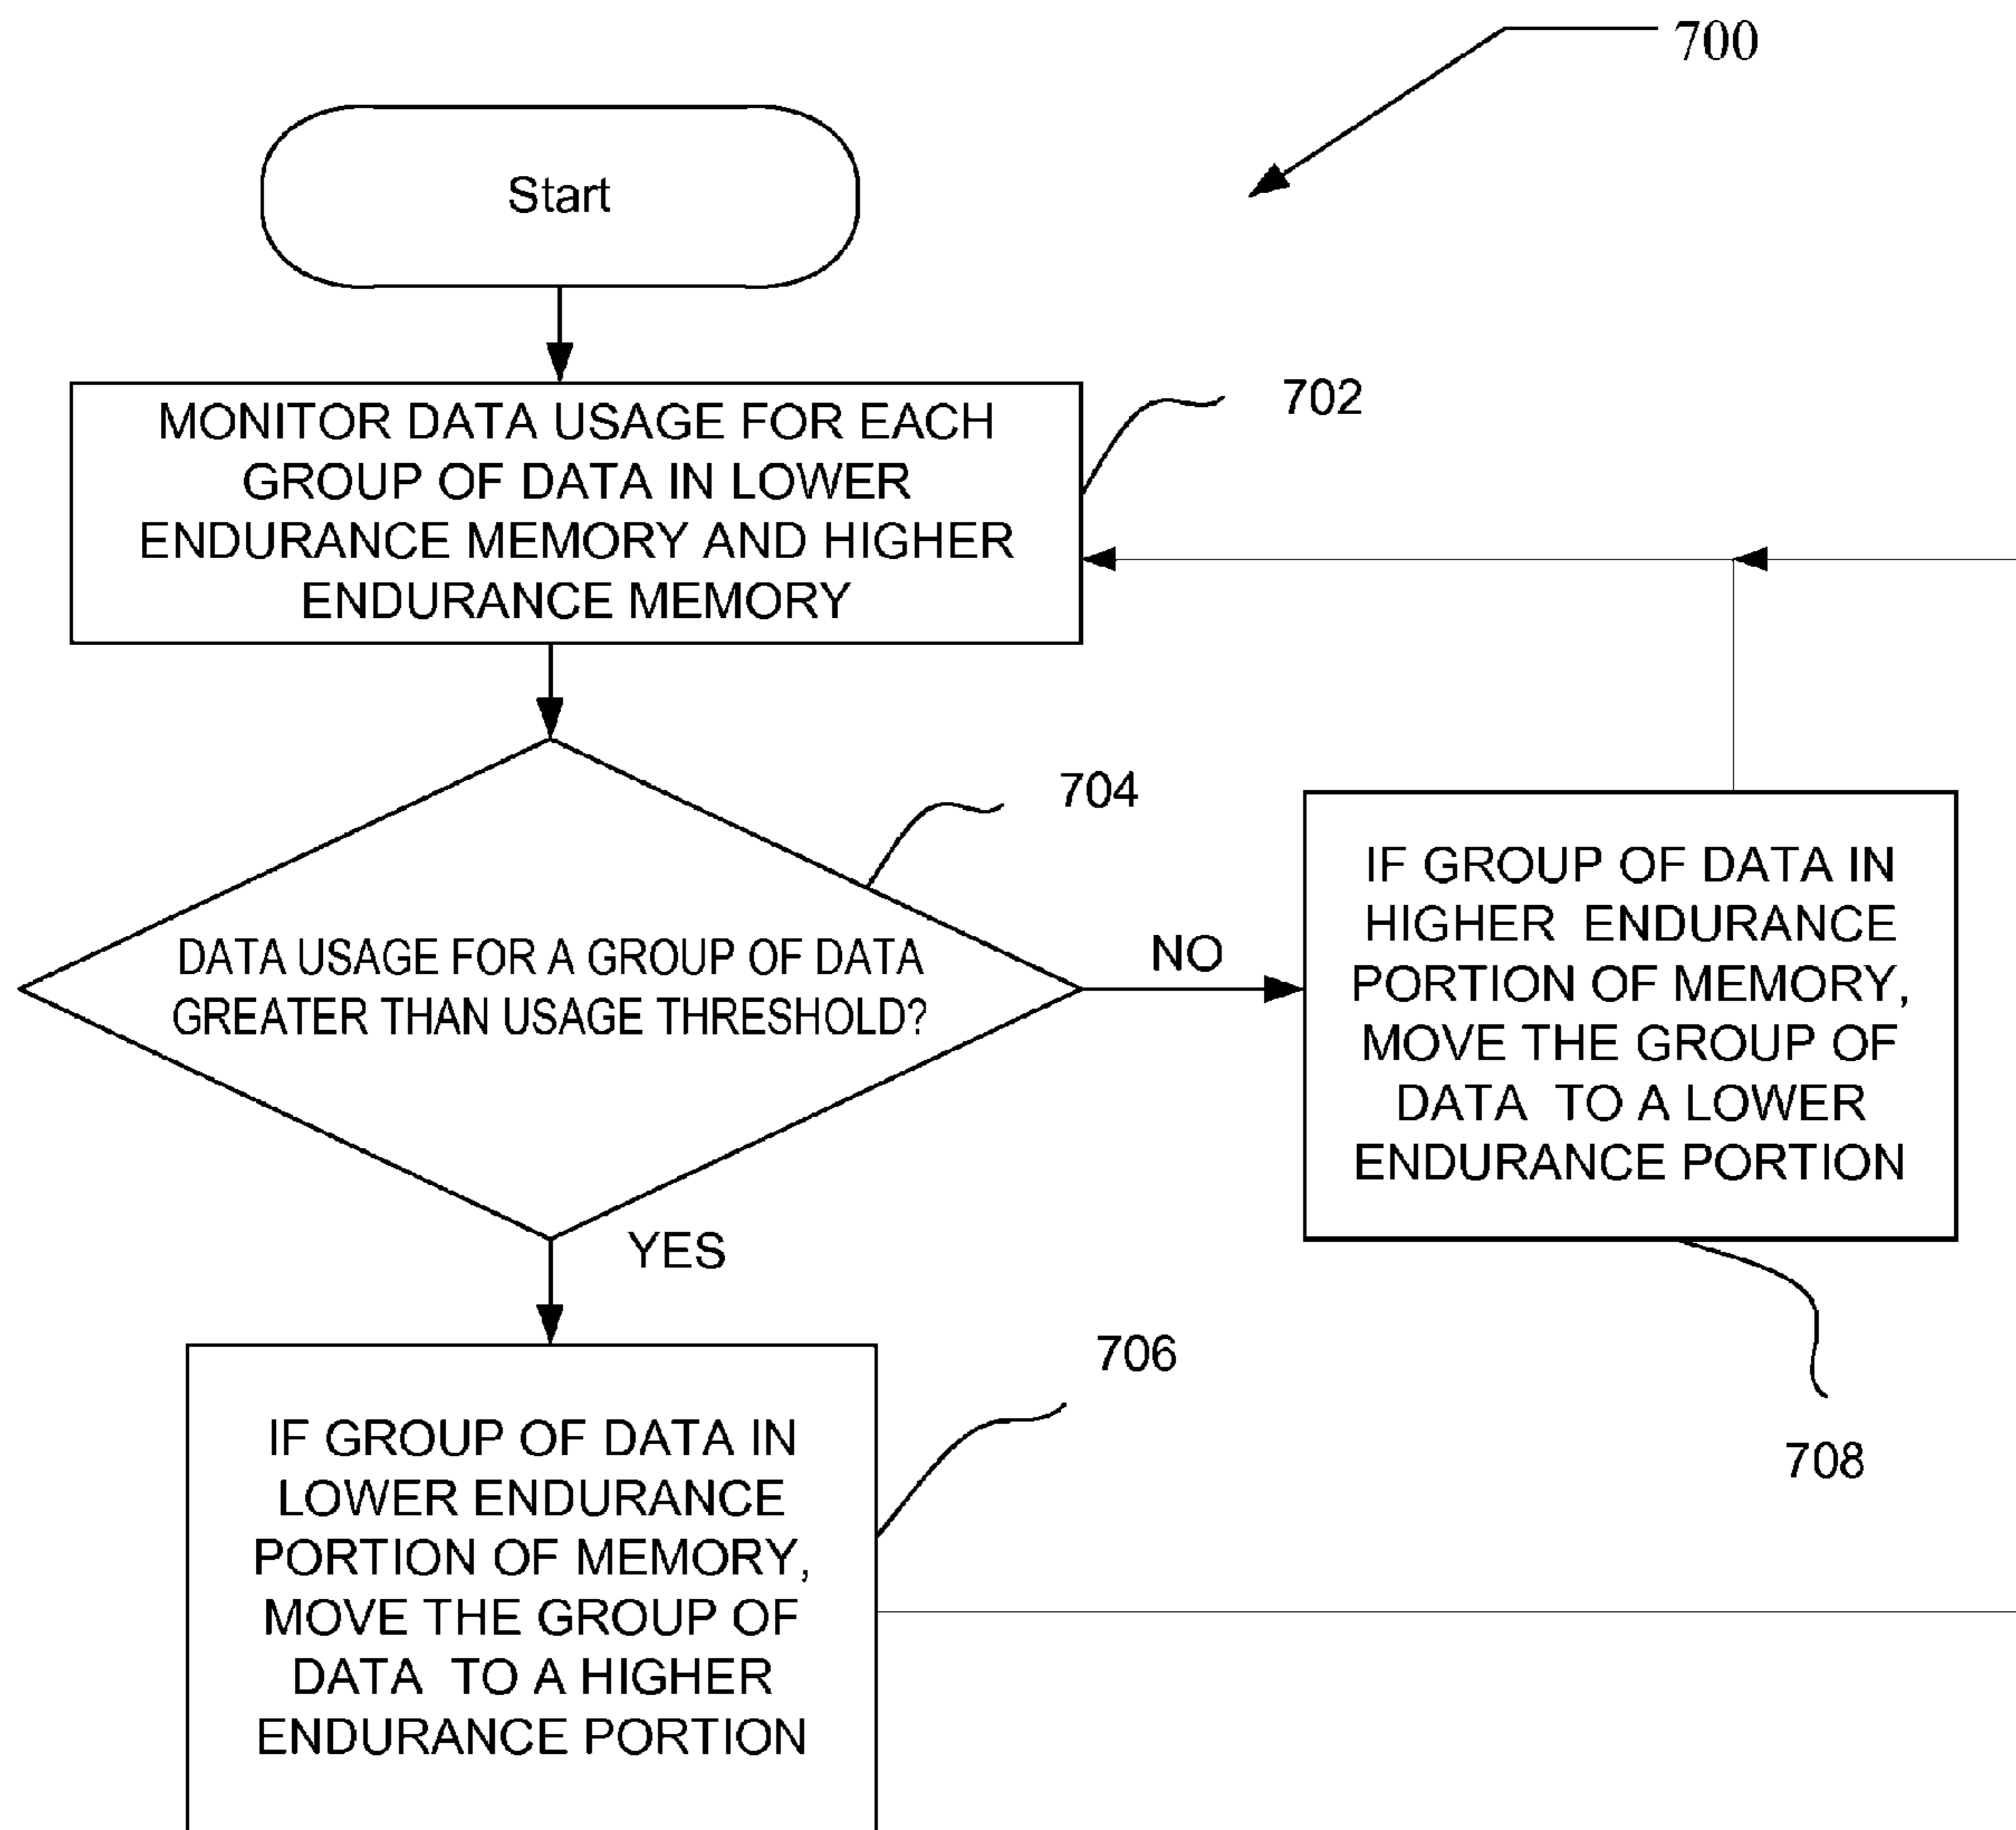 700
Start
MONITOR DATA USAGE FOR EACH
GROUP OF DATA IN LOWER
ENDURANCE MEMORY AND HIGHER
ENDURANCE MEMORY
702
DATA USAGE FOR A GROUP OF DATA
GREATER THAN USAGE THRESHOLD?
704
NO
IF GROUP OF DATA IN
HIGHER ENDURANCE
PORTION OF MEMORY,
MOVE THE GROUP OF
DATA TO A LOWER
ENDURANCE PORTION
708
YES
IF GROUP OF DATA IN
LOWER ENDURANCE
PORTION OF MEMORY,
MOVE THE GROUP OF
DATA TO A HIGHER
ENDURANCE PORTION
706